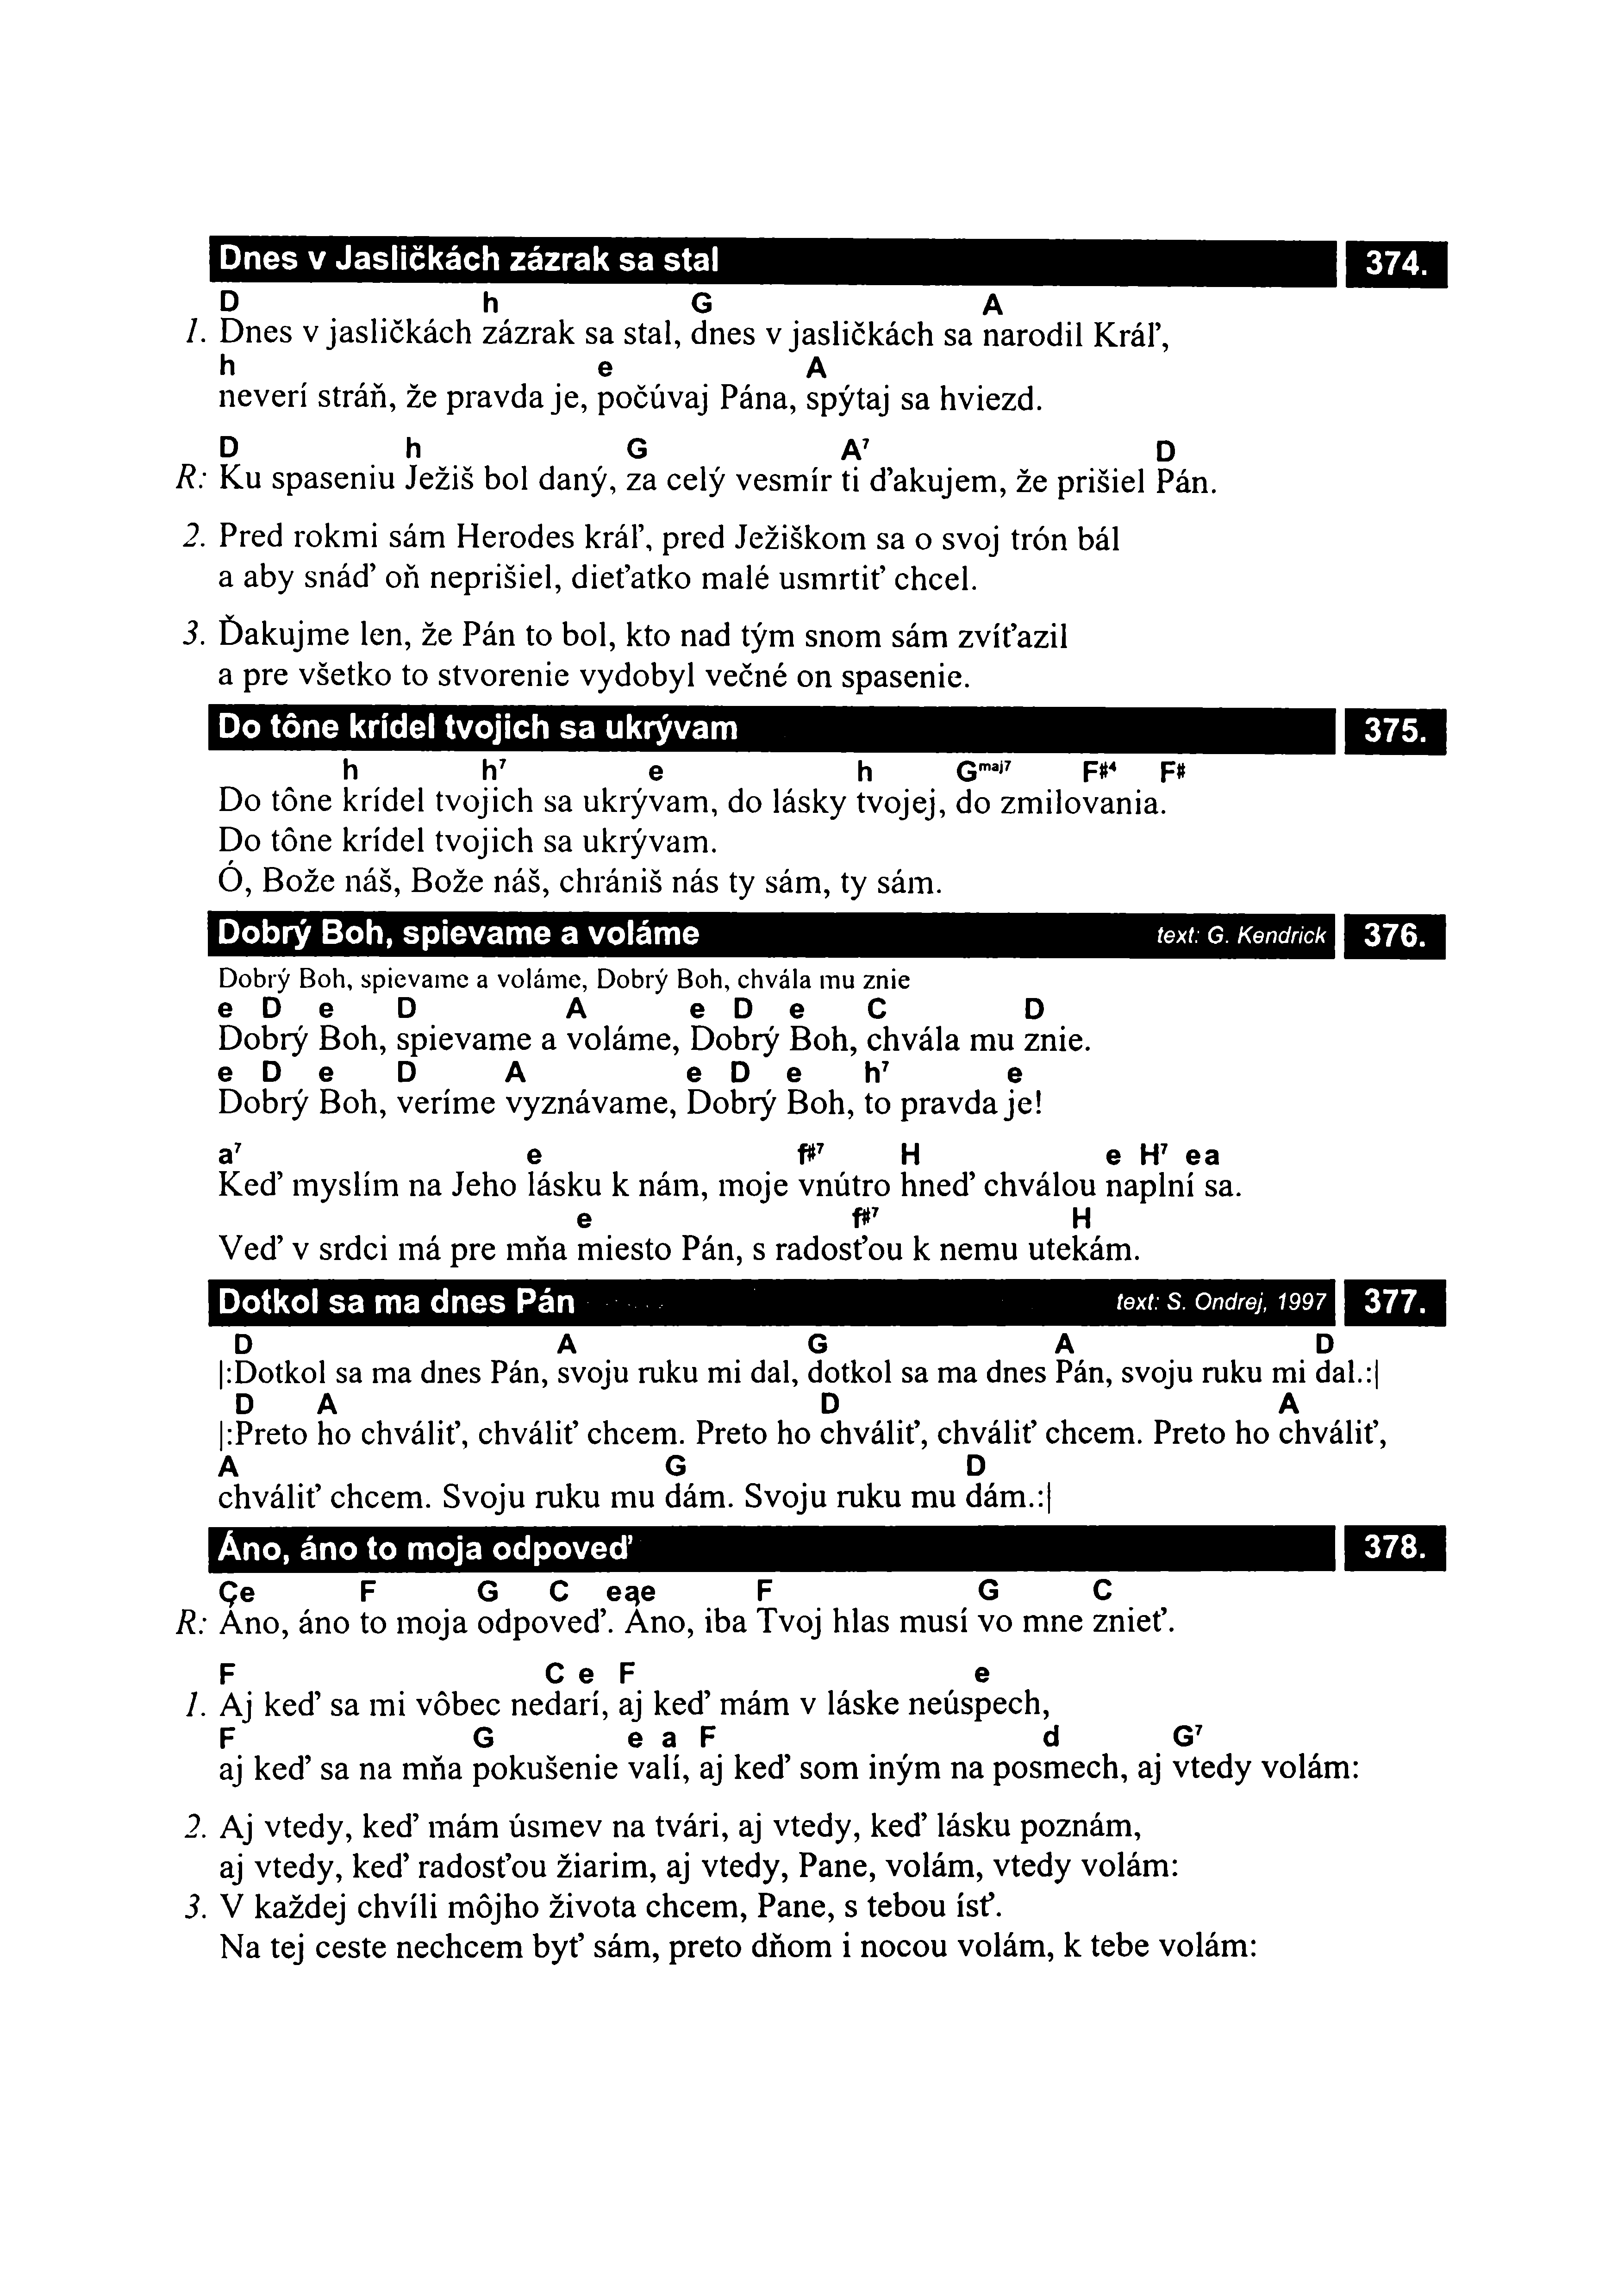 Dnes v Jasličkách zázrak sa stal 374.
D h G A
1. Dnes v jasličkách zázrak sa stal, dnes v jasličkách sa narodil Kráľ,
h e A
neverí stráň, že pravda je, počúvaj Pána, spýtaj sa hviezd.
D h G A7 D
R: Ku spaseniu Ježiš bol daný, za celý vesmír ti ďakujem, že prišiel Pán.
2. Pred rokmi sám Herodes kráľ, pred Ježiškom sa o svoj trón bál
a aby snáď oň neprišiel, dieťatko malé usmrtiť chcel.
3. Ďakujme len, že Pán to bol, kto nad tým snom sám zvíťazil
a pre všetko to stvorenie vydobyl večné on spasenie.
Do tône krídel tvojich sa ukrývam 375.
h h7 e h Gmaj7 F#4 F#
Do tône krídel tvojich sa ukrývam, do lásky tvojej, do zmilovania.
Do tône krídel tvojich sa ukrývam.
Ó, Bože náš, Bože náš, chrániš nás ty sám, ty sám.
Dobrý Boh, spievame a voláme text: G. Kendrick 376.
Dobrý Boh, spievame a voláme, Dobrý Boh, chvála mu znie
e D e D A e D e C D
Dobrý Boh, spievame a voláme, Dobrý Boh, chvála mu znie.
e D e D A e D e h7 e
Dobrý Boh, veríme vyznávame, Dobrý Boh, to pravda je!
a7 e f#7 H e H7 e a
Keď myslím na Jeho lásku k nám, moje vnútro hneď chválou naplní sa.
e f#7 H
Veď v srdci má pre mňa miesto Pán, s radosťou k nemu utekám.
Dotkol sa ma dnes Pán text: S. Ondrej, 1997 377.
D A G A D
|:Dotkol sa ma dnes Pán, svoju ruku mi dal, dotkol sa ma dnes Pán, svoju ruku mi dal.:|
D A D A
|:Preto ho chváliť, chváliť chcem. Preto ho chváliť, chváliť chcem. Preto ho chváliť,
A G D
chváliť chcem. Svoju ruku mu dám. Svoju ruku mu dám.:|
Áno, áno to moja odpoveď 378.
C e F G C e a e F G C
R: Áno, áno to moja odpoveď. Áno, iba Tvoj hlas musí vo mne znieť.
F C e F e
1. Aj keď sa mi vôbec nedarí, aj keď mám v láske neúspech,
F G e a F d G7
aj keď sa na mňa pokušenie valí, aj keď som iným na posmech, aj vtedy volám:
2. Aj vtedy, keď mám úsmev na tvári, aj vtedy, keď lásku poznám,
aj vtedy, keď radosťou žiarim, aj vtedy, Pane, volám, vtedy volám:
3. V každej chvíli môjho života chcem, Pane, s tebou ísť.
Na tej ceste nechcem byť sám, preto dňom i nocou volám, k tebe volám: